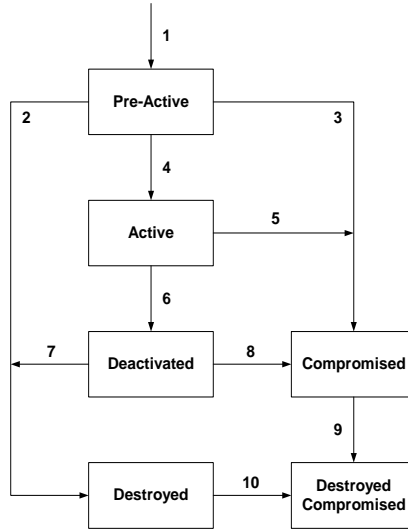 1
2
Pre-Active
3
4
Active
5
6
7
Deactivated
8
Compromised
9
Destroyed
10
Destroyed
Compromised